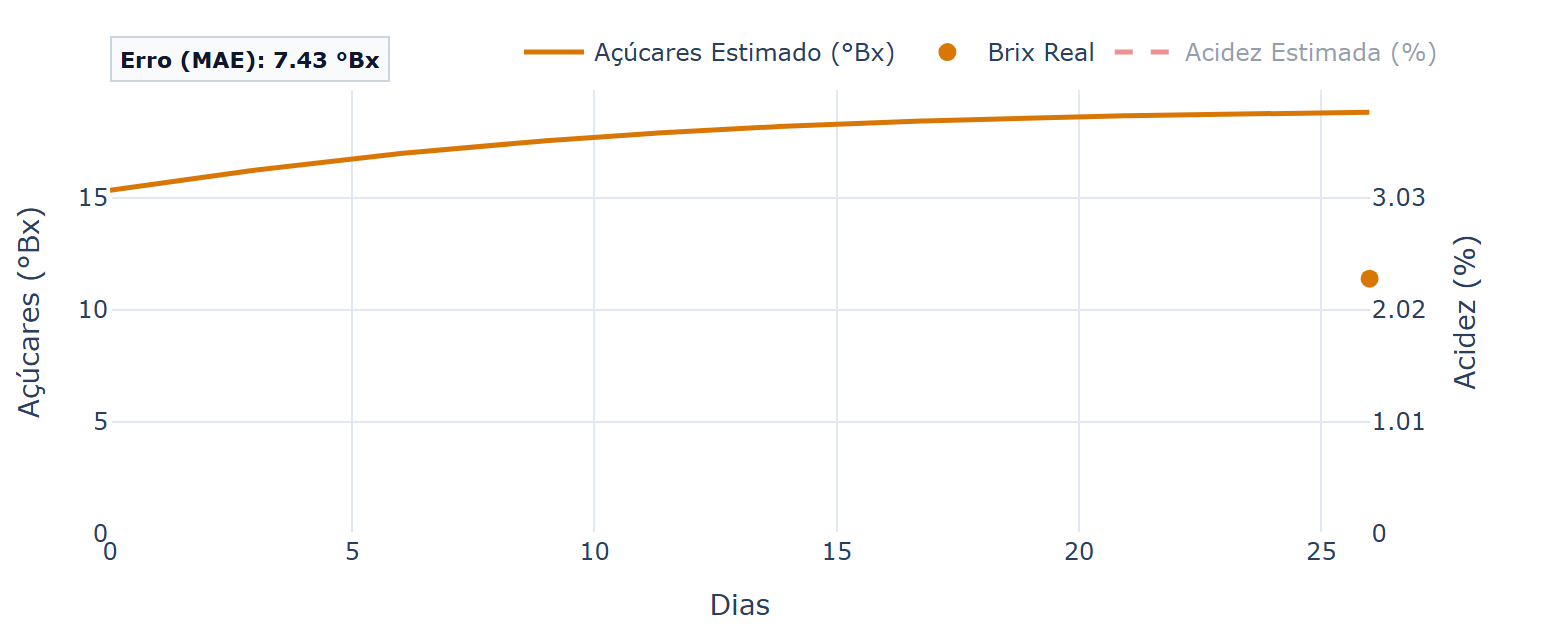 Erro (MAE): 7.43 ºBx
Açúcares Estimado (°Bx)
Brix Real
Acidez Estimada (%)
Açúcares (°Bx)
15
10
5
0
3.03
2.02
1.01
0
Acidez (%)
0
5
10
15
20
25
Dias